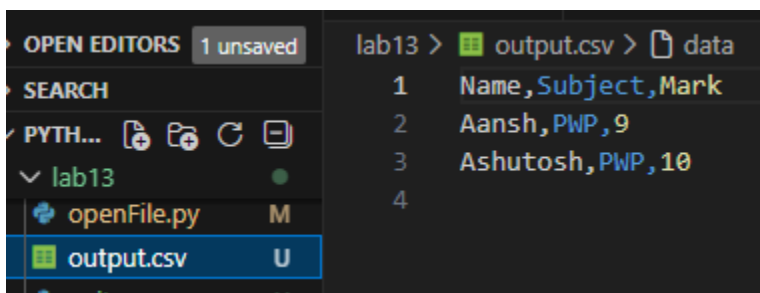 OPEN EDITORS 1 unsaved
SEARCH
PYTH...
lab13
openFile.py M
output.csv U
lab13 > output.csv > data
1 Name,Subject,Mark
2 Aansh,PWP,9
3 Ashutosh,PWP,10
4